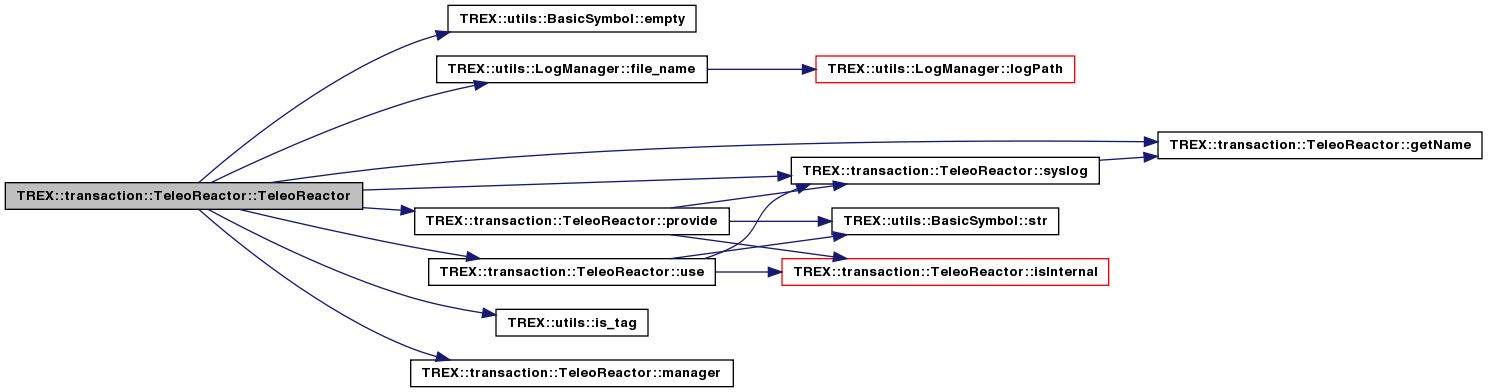 TREX::utils::BasicSymbol::empty
TREX::utils::LogManager::file_name
TREX::utils::LogManager::logPath
TREX::transaction::TeleoReactor::getName
TREX::transaction::TeleoReactor::syslog
TREX::transaction::TeleoReactor::TeleoReactor
TREX::transaction::TeleoReactor::provide
TREX::utils::BasicSymbol::str
TREX::transaction::TeleoReactor::use
TREX::transaction::TeleoReactor::isInternal
TREX::utils::is_tag
TREX::transaction::TeleoReactor::manager